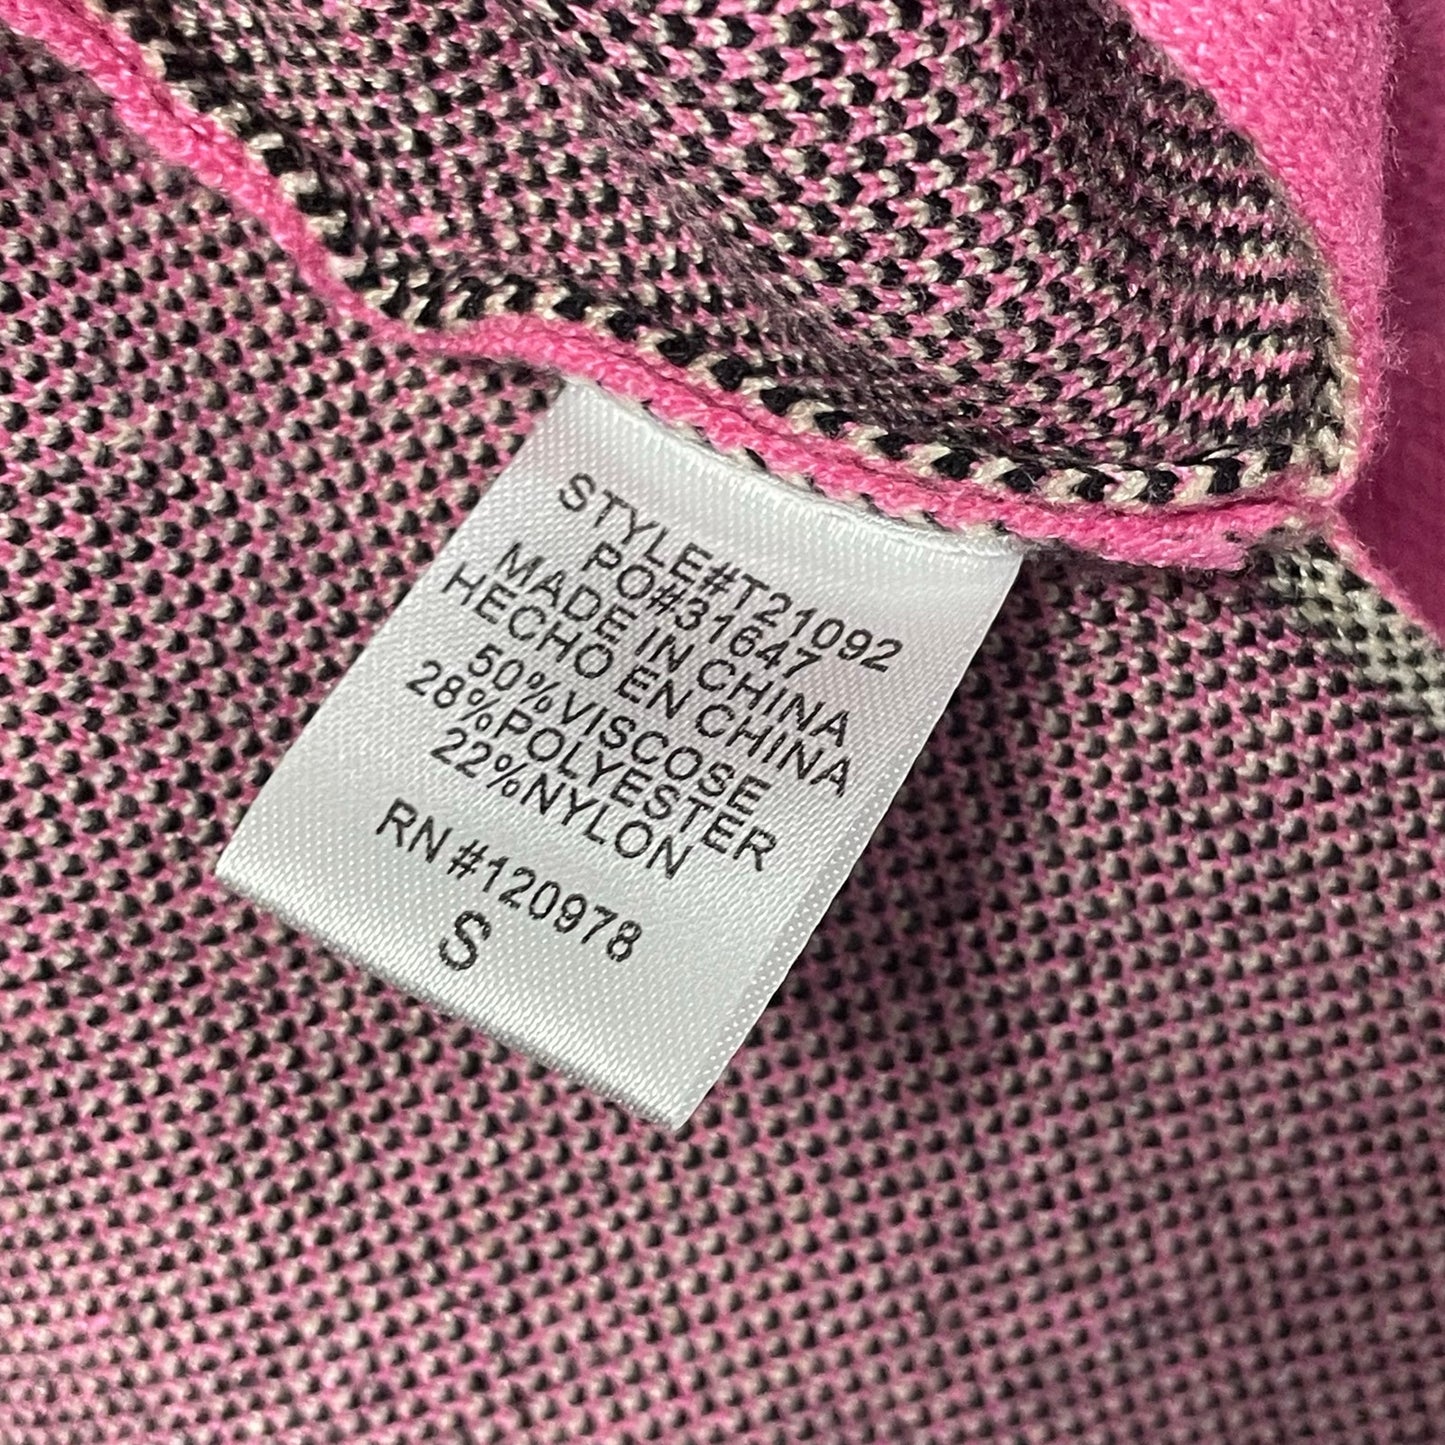 STYLE#T21092
PO#31647
MADE IN CHINA
HECHO EN CHINA
50%VISCOSE
28%POLYESTER
22%NYLON
RN #120978
S